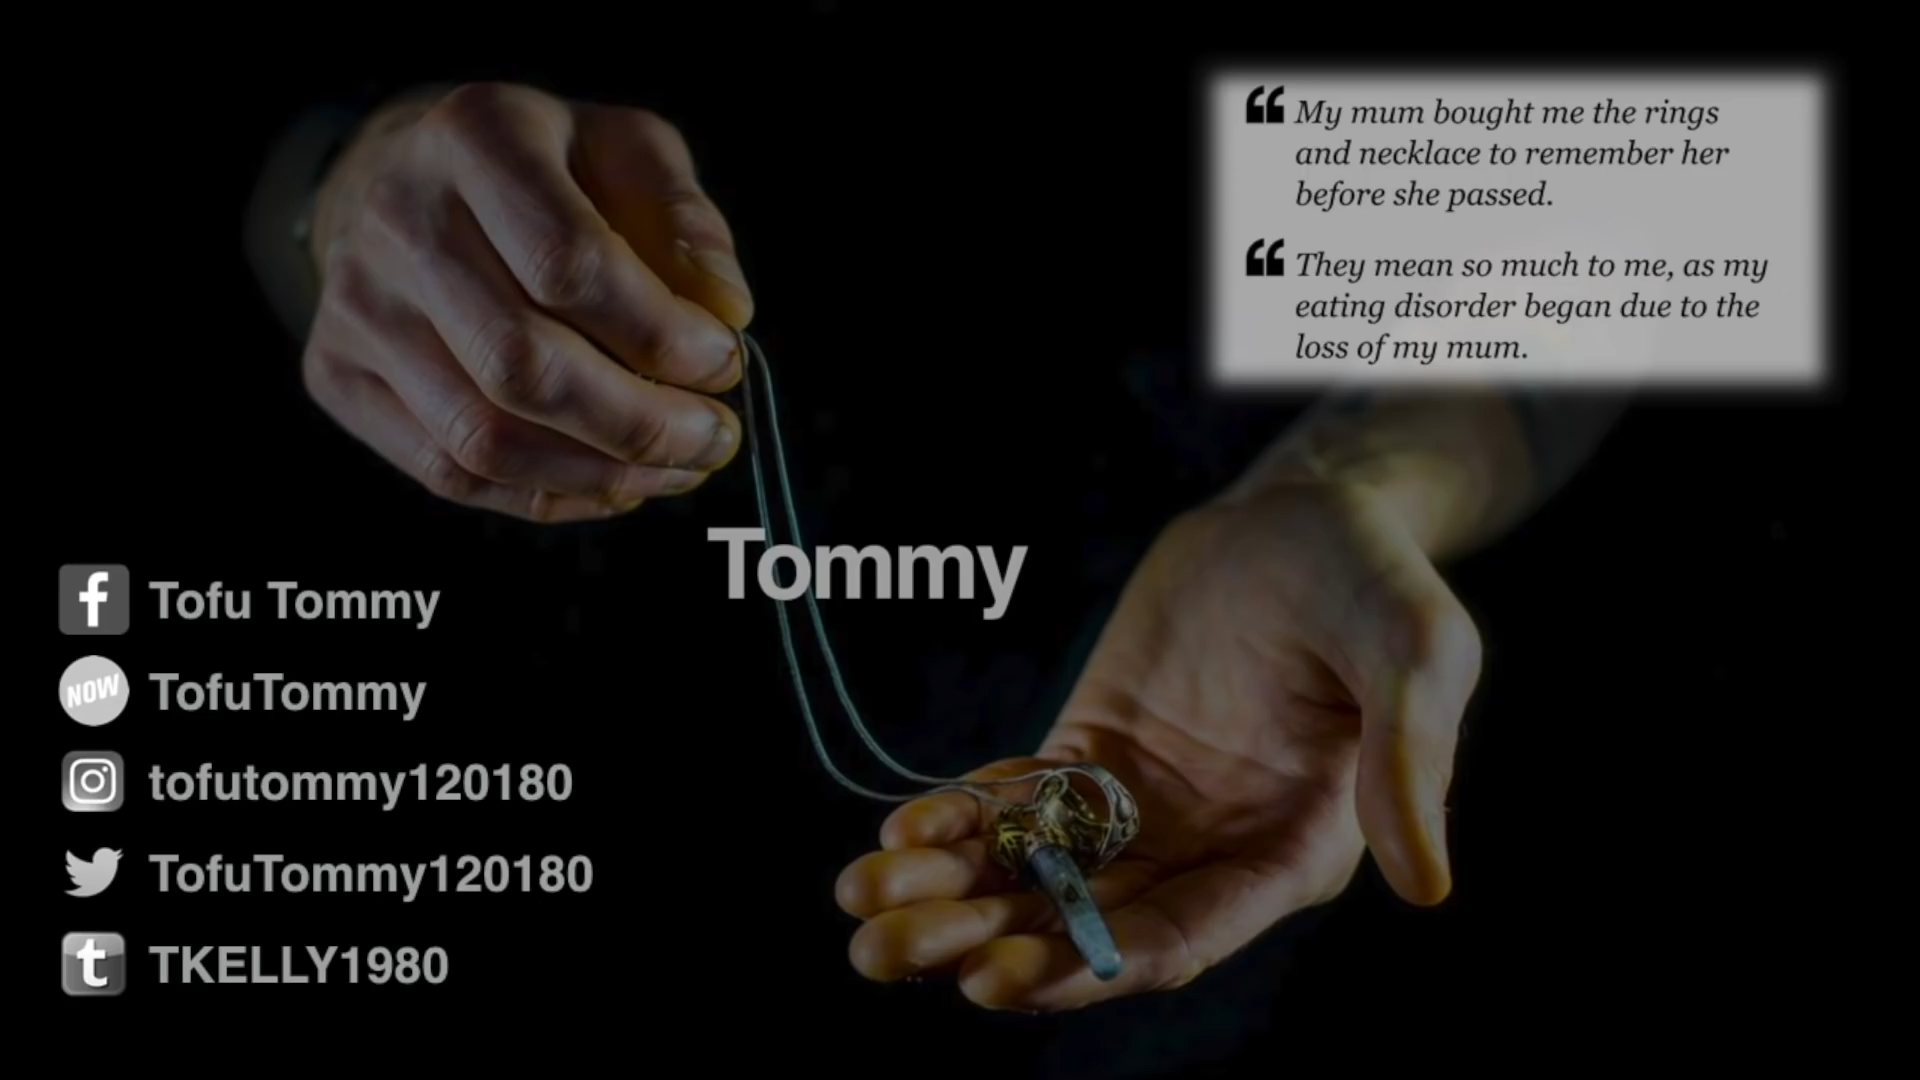 My mum bought me the rings
and necklace to remember her
before she passed.
They mean so much to me, as my
eating disorder began due to the
loss of my mum.
Tommy
Tofu Tommy
NOW TofuTommy
tofutommy120180
TofuTommy120180
TKELLY1980